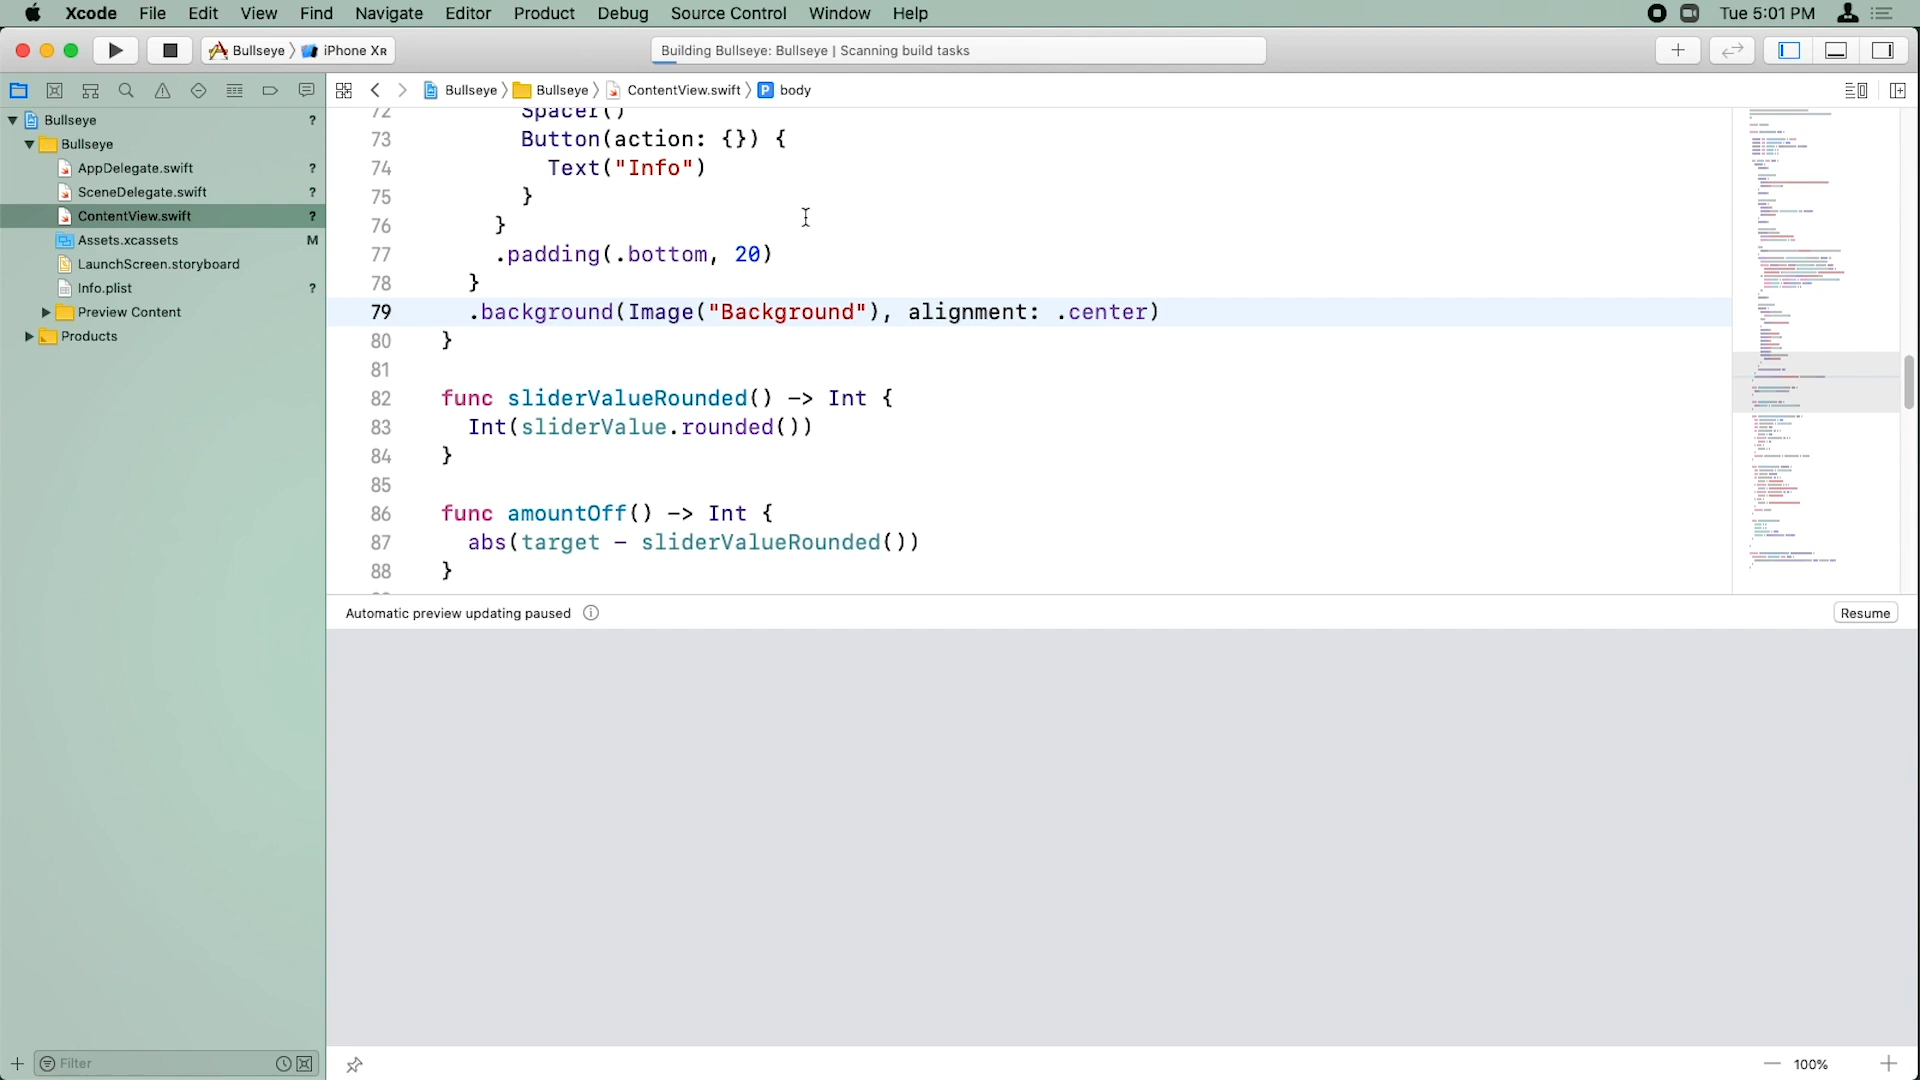 Xcode File Edit View Find Navigate Editor Product Debug Source Control Window Help Tue 5:01 PM
Bullseye iPhone XR Building Bullseye: Bullseye | Scanning build tasks
Bullseye Bullseye ContentView.swift P body
Bullseye ?
Bullseye
AppDelegate.swift ?
SceneDelegate.swift ?
ContentView.swift ?
Assets.xcassets M
LaunchScreen.storyboard
Info.plist ?
Preview Content
Products
72 Spacer()
73 Button(action: {}) {
74 Text("Info")
75 }
76 }
77 .padding(.bottom, 20)
78 }
79 .background(Image("Background"), alignment: .center)
80 }
81
82 func sliderValueRounded() -> Int {
83 Int(sliderValue.rounded())
84 }
85
86 func amountOff() -> Int {
87 abs(target - sliderValueRounded())
88 }
Automatic preview updating paused Resume
Filter
100%